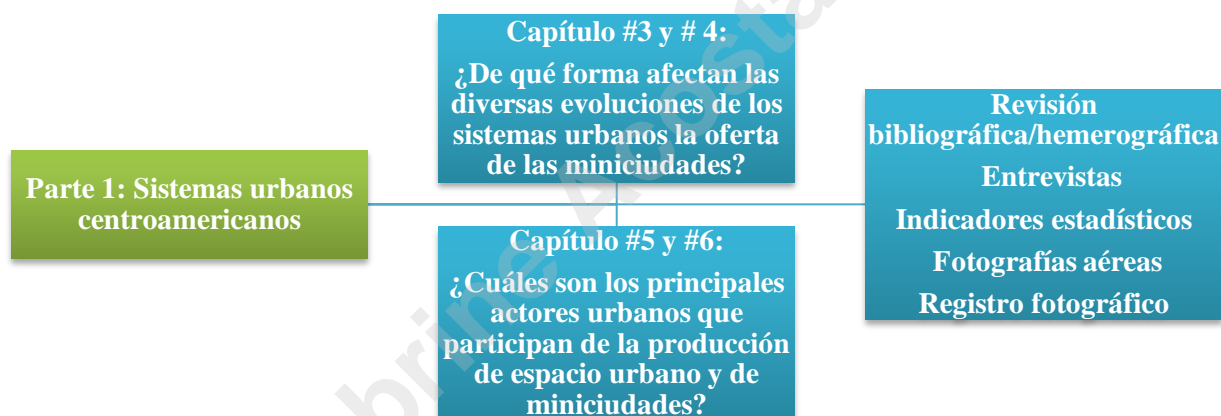 Parte 1: Sistemas urbanos
centroamericanos
Capítulo #3 y # 4:
¿De qué forma afectan las
diversas evoluciones de los
sistemas urbanos la oferta
de las miniciudades?
Capítulo #5 y #6:
¿Cuáles son los principales
actores urbanos que
participan de la producción
de espacio urbano y de
miniciudades?
Revisión
bibliográfica/hemerográfica
Entrevistas
Indicadores estadísticos
Fotografías aéreas
Registro fotográfico
brine Acosta